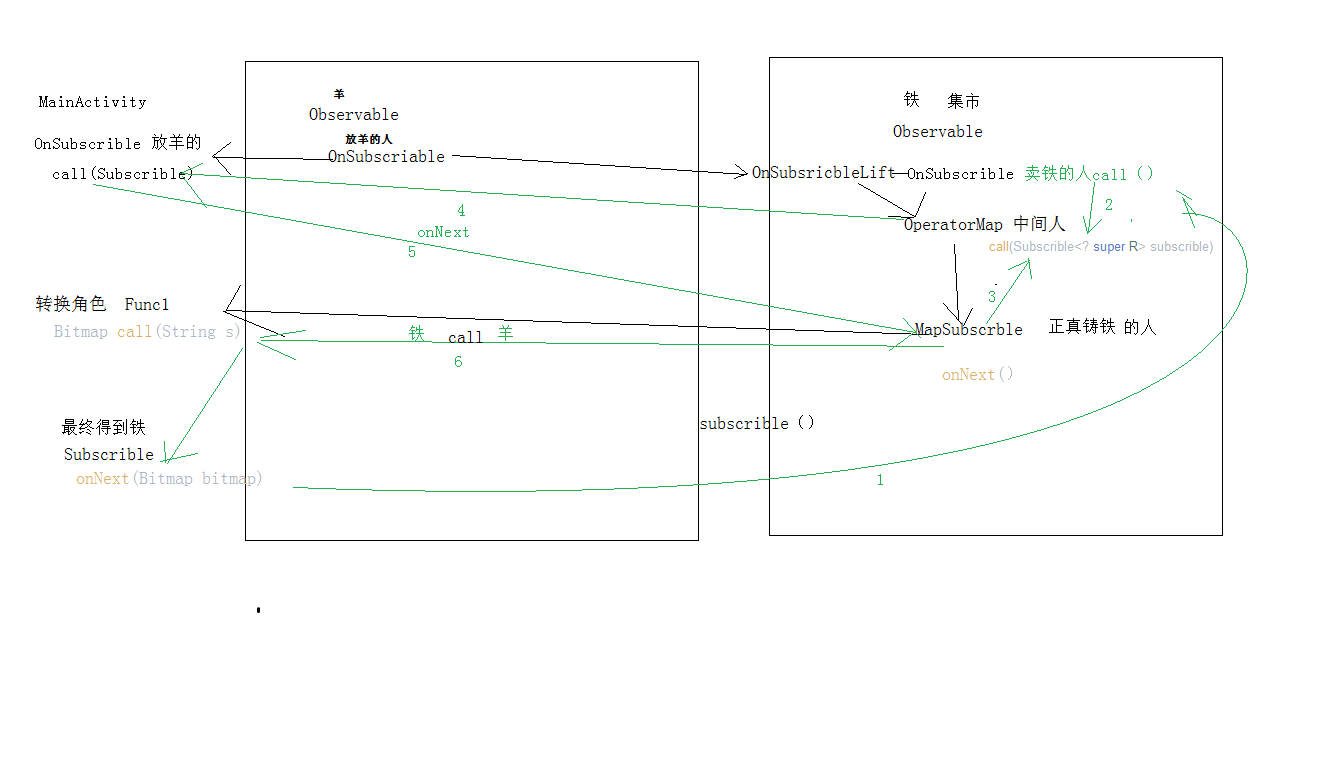 MainActivity
OnSubscrible 放羊的
call(Subscrible)
羊
Observable
放羊的人
OnSubscriable
铁 集市
Observable
OnSubsricbleLift
OnSubscrible 卖铁的人call（）
2
OperatorMap 中间人
call(Subscrible<? super R> subscrible)
4
onNext
5
3
转换角色 Func1
Bitmap call(String s)
铁 call 羊
6
MapSubscrble 正真铸铁 的人
onNext()
最终得到铁
Subscrible
onNext(Bitmap bitmap)
subscrible（）
1